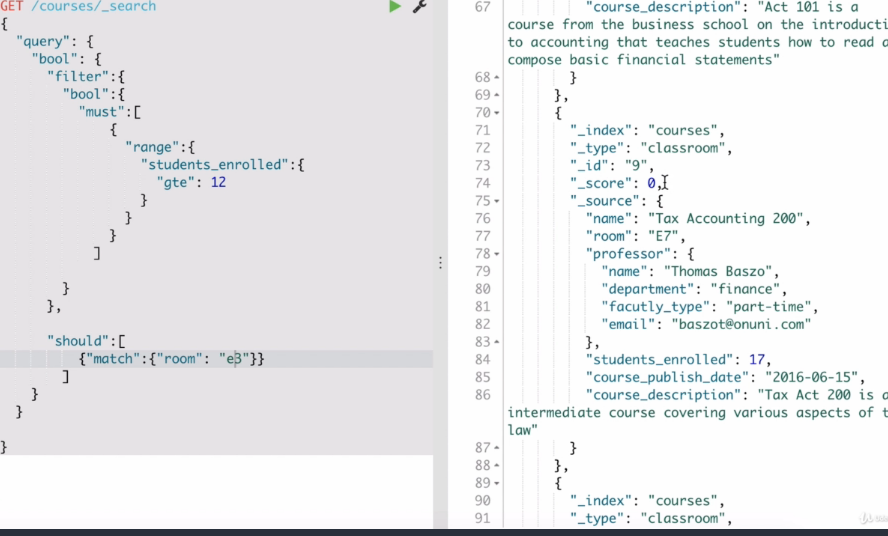 GET /courses/_search
{
"query": {
"bool": {
"filter":{
"bool":{
"must":[
{
"range":{
"students_enrolled":{
"gte": 12
}
}
}
]
}
},
"should":[
{"match":{"room": "e3"}}
]
}
}
}
67 "course_description": "Act 101 is a
course from the business school on the introducti
to accounting that teaches students how to read a
compose basic financial statements"
68 }
69 },
70 {
71 "_index": "courses",
72 "_type": "classroom",
73 "_id": "9",
74 "_score": 0,
75 "_source": {
76 "name": "Tax Accounting 200",
77 "room": "E7",
78 "professor": {
79 "name": "Thomas Baszo",
80 "department": "finance",
81 "facutly_type": "part-time",
82 "email": "baszot@onuni.com"
83 },
84 "students_enrolled": 17,
85 "course_publish_date": "2016-06-15",
86 "course_description": "Tax Act 200 is a
intermediate course covering various aspects of t
law"
87 }
88 },
89 {
90 "_index": "courses",
91 "_type": "classroom",